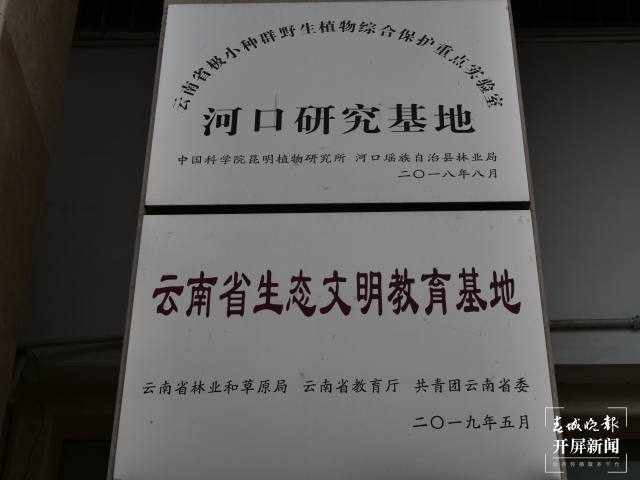 云南省极小种群野生植物综合保护重点实验室
河口研究基地
中国科学院昆明植物研究所 河口瑶族自治县林业局
二〇一八年八月
云南省生态文明教育基地
云南省林业和草原局 云南省教育厅 共青团云南省委
二〇一九年五月
春城晚报
开屏新闻